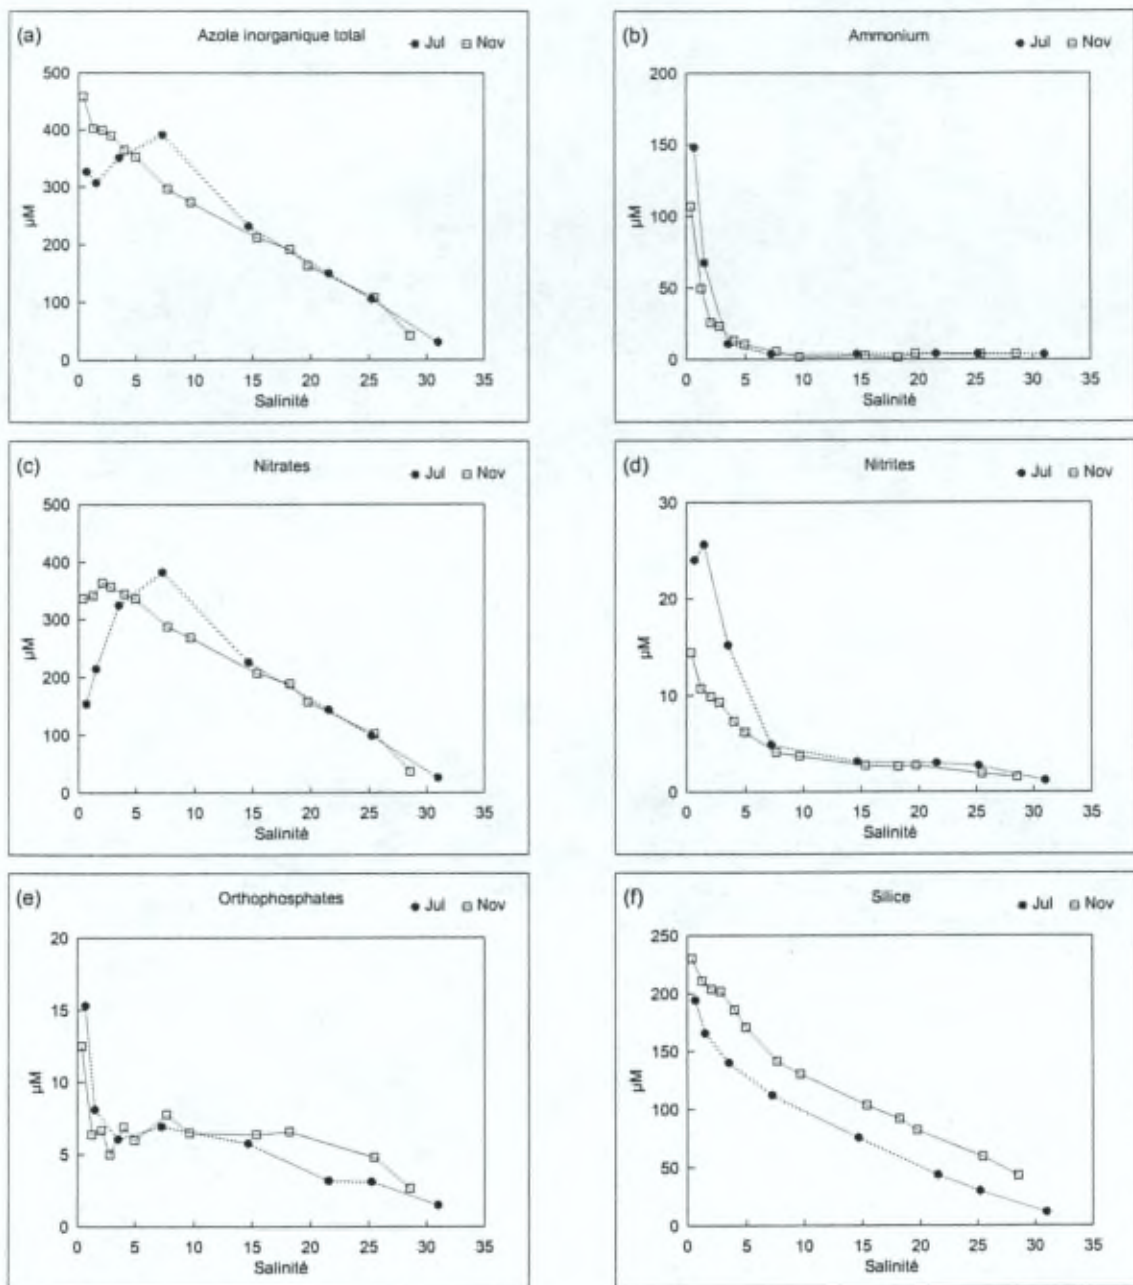 (a) Azole inorganique total ● Jul □ Nov
500
400
300
200
100
0
µM
0 5 10 15 20 25 30 35
Salinité
(b) Ammonium ● Jul □ Nov
200
150
100
50
0
µM
0 5 10 15 20 25 30 35
Salinité
(c) Nitrates ● Jul □ Nov
500
400
300
200
100
0
µM
0 5 10 15 20 25 30 35
Salinité
(d) Nitrites ● Jul □ Nov
30
20
10
0
µM
0 5 10 15 20 25 30 35
Salinité
(e) Orthophosphates ● Jul □ Nov
20
15
10
5
0
µM
0 5 10 15 20 25 30 35
Salinité
(f) Silice ● Jul □ Nov
250
200
150
100
50
0
µM
0 5 10 15 20 25 30 35
Salinité